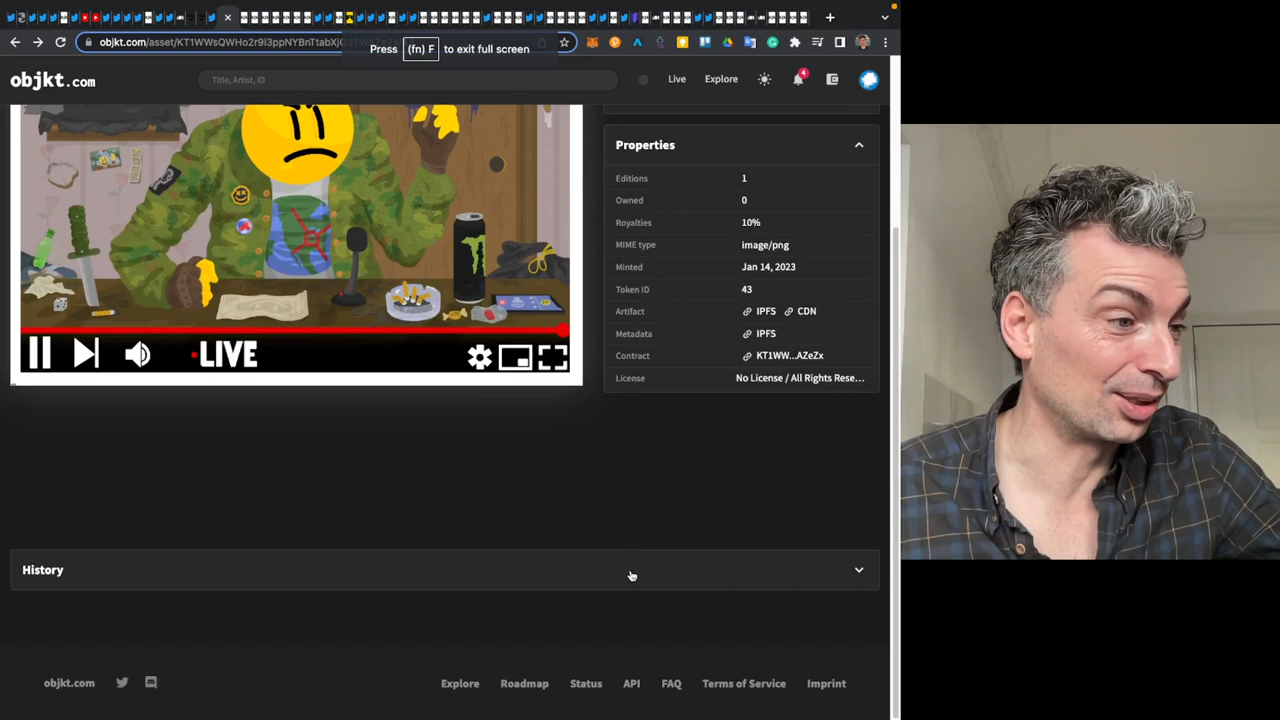 objkt.com/asset/KT1WWsQWHo2r9i3ppNYBnTtabXj
Press (fn) F to exit full screen
objkt.com
Title, Artist, ID
Live
Explore
4
Properties
Editions 1
Owned 0
Royalties 10%
MIME type image/png
Minted Jan 14, 2023
Token ID 43
Artifact IPFS CDN
Metadata IPFS
Contract KT1WW...AZeZx
License No License / All Rights Rese...
LIVE
History
objkt.com
Explore Roadmap Status API FAQ Terms of Service Imprint